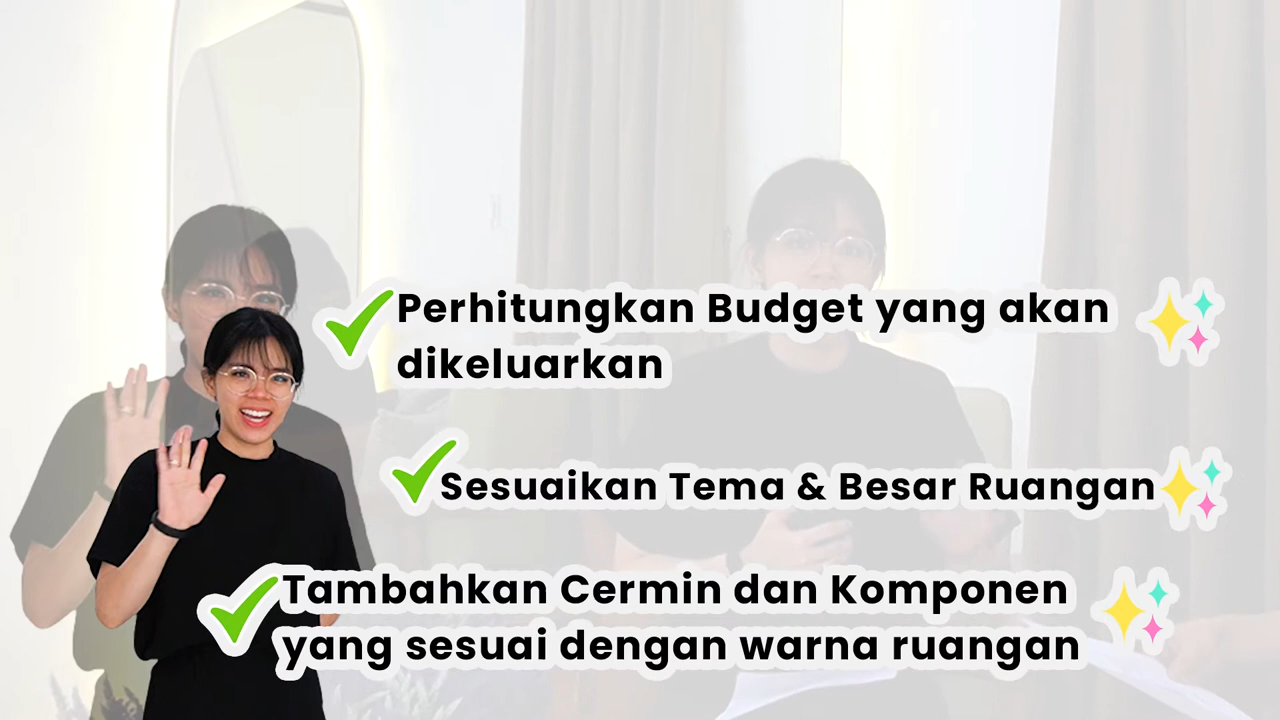 Perhitungkan Budget yang akan
dikeluarkan
Sesuaikan Tema & Besar Ruangan
Tambahkan Cermin dan Komponen
yang sesuai dengan warna ruangan